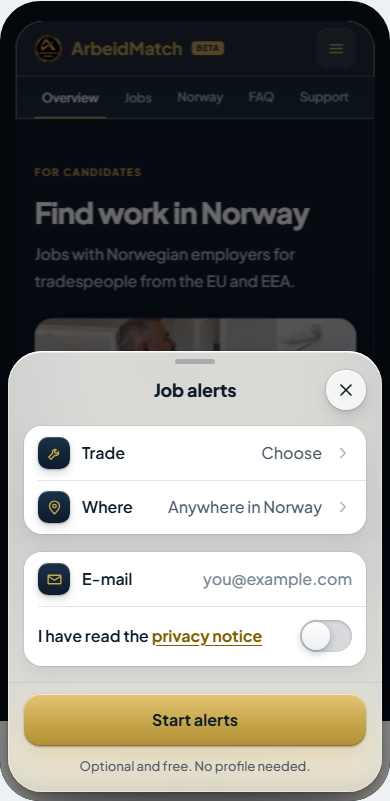 ArbeidMatch BETA
Overview Jobs Norway FAQ Support
FOR CANDIDATES
Find work in Norway
Jobs with Norwegian employers for
tradespeople from the EU and EEA.
Job alerts
Trade Choose
Where Anywhere in Norway
E-mail you@example.com
I have read the privacy notice
Start alerts
Optional and free. No profile needed.